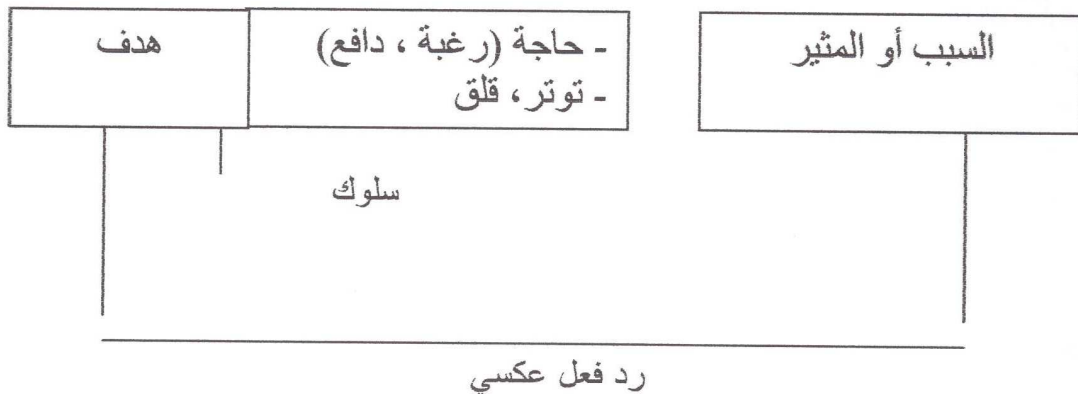 السبب أو المثير
- حاجة (رغبة ، دافع)
- توتر، قلق
هدف
سلوك
رد فعل عكسي